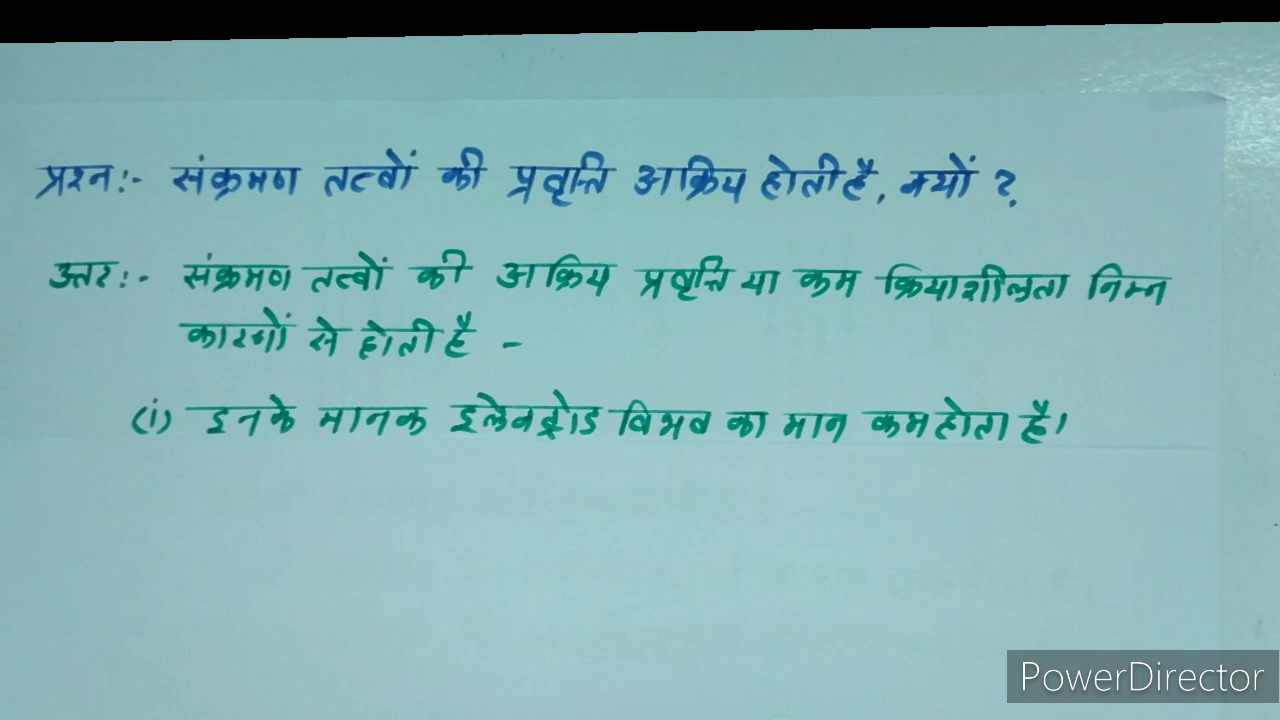 प्रश्न:- संक्रमण तत्वों की प्रवृत्ति अक्रिय होती है, क्यों ?
उत्तर:- संक्रमण तत्वों की अक्रिय प्रवृत्ति या कम क्रियाशीलता निम्न
कारणों से होती है -
(i) इनके मानक इलेक्ट्रोड विभव का मान कम होता है।
PowerDirector